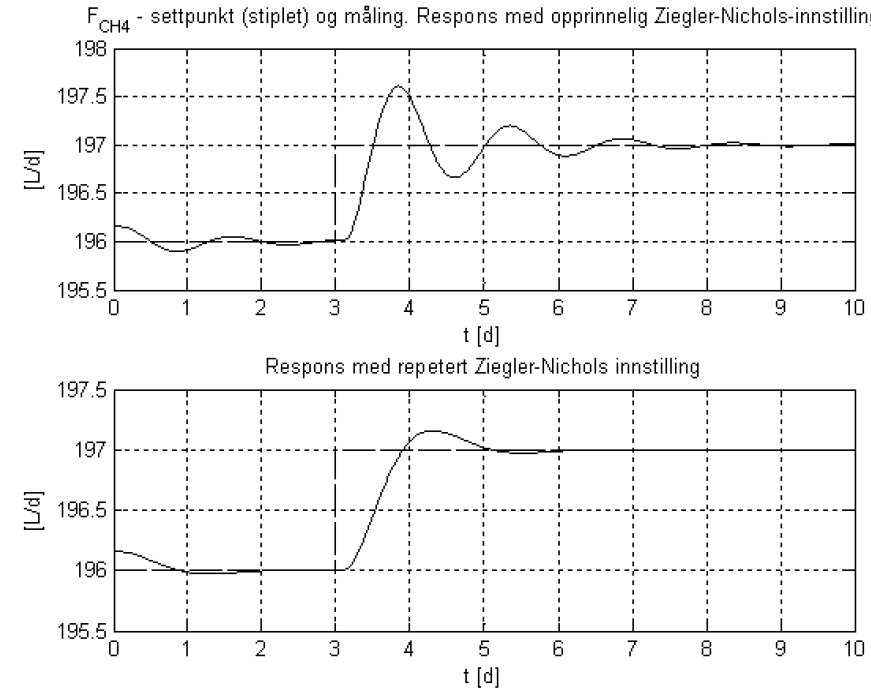 F_CH4 - settpunkt (stiplet) og måling. Respons med opprinnelig Ziegler-Nichols-innstilling
198
197.5
197
196.5
196
195.5
[L/d]
0 1 2 3 4 5 6 7 8 9 10
t [d]
Respons med repetert Ziegler-Nichols innstilling
197.5
197
196.5
196
195.5
[L/d]
0 1 2 3 4 5 6 7 8 9 10
t [d]